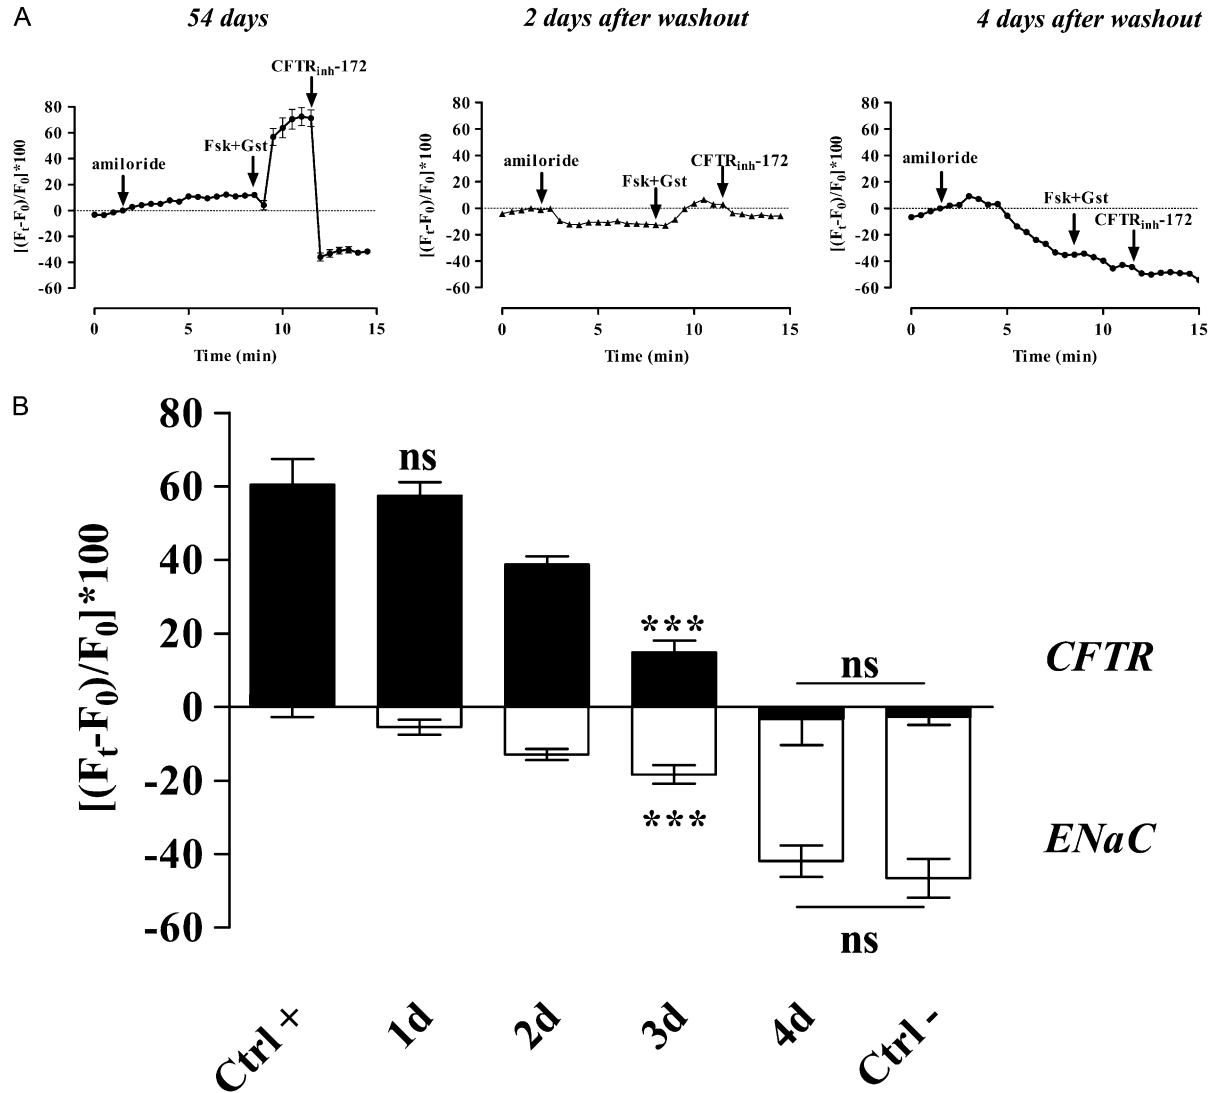 A
54 days
2 days after washout
4 days after washout
CFTRinh-172
Fsk+Gst
amiloride
[(Ft-F0)/F0]*100
80
60
40
20
0
-20
-40
-60
0 5 10 15
Time (min)
amiloride
Fsk+Gst
CFTRinh-172
[(Ft-F0)/F0]*100
80
60
40
20
0
-20
-40
-60
0 5 10 15
Time (min)
amiloride
Fsk+Gst
CFTRinh-172
[(Ft-F0)/F0]*100
80
60
40
20
0
-20
-40
-60
0 5 10 15
Time (min)
B
[(Ft-F0)/F0]*100
80
60
40
20
0
-20
-40
-60
ns
***
ns
CFTR
***
ENaC
ns
Ctrl + 1d 2d 3d 4d Ctrl -